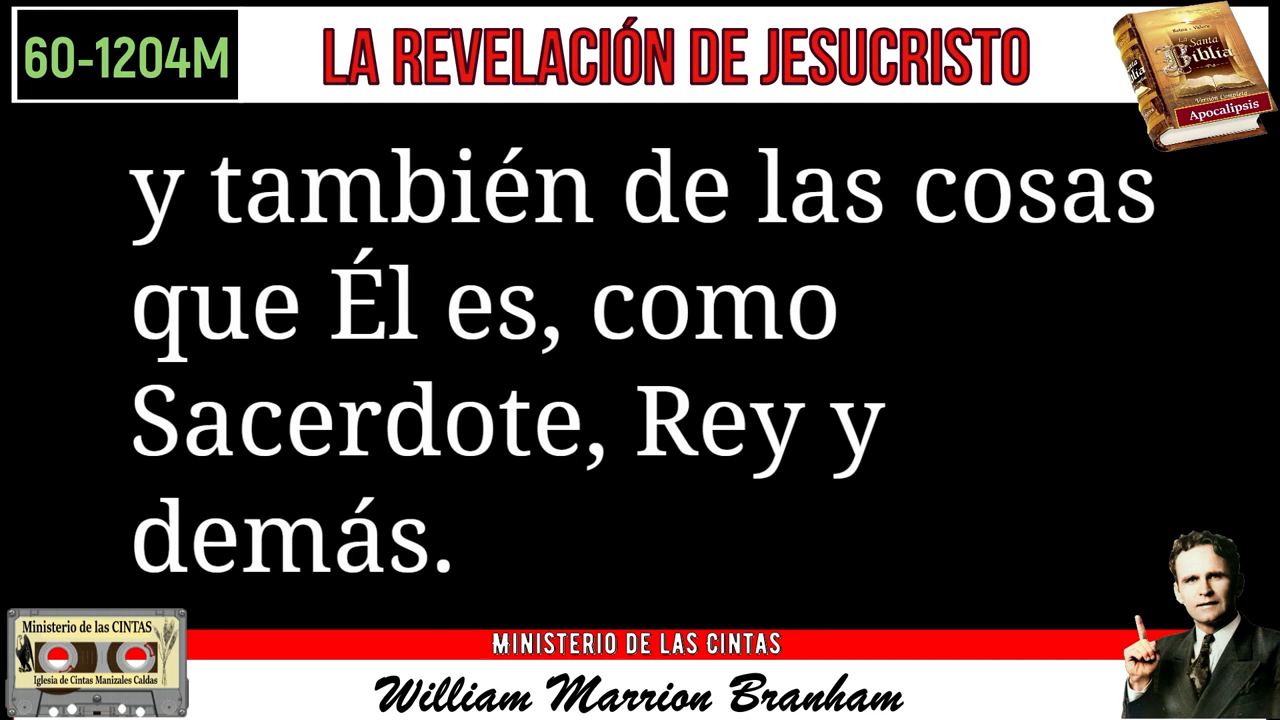 60-1204M
LA REVELACIÓN DE JESUCRISTO
La Santa
Biblia
Apocalipsis
y también de las cosas
que Él es, como
Sacerdote, Rey y
demás.
Ministerio de las CINTAS
Iglesia de Cintas Manizales Caldas
MINISTERIO DE LAS CINTAS
William Marrion Branham